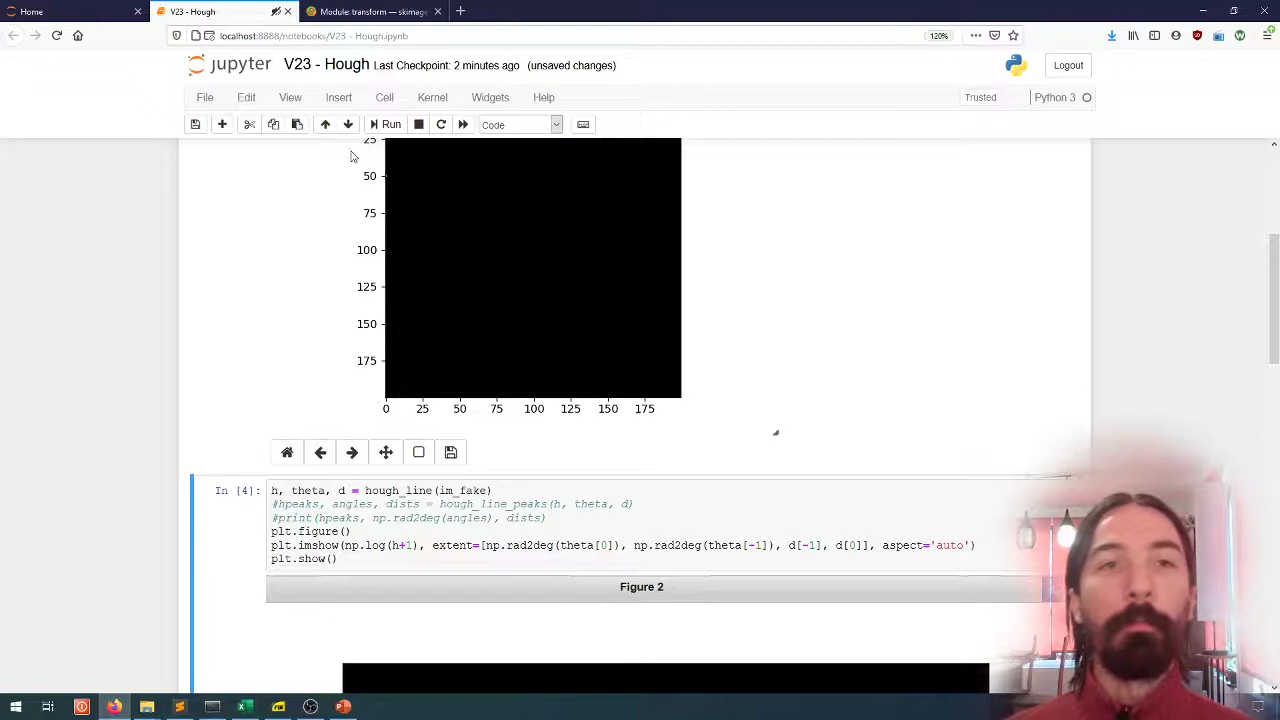 Home
V23 - Hough
Module: transform — skimage
localhost:8888/notebooks/V23 - Hough.ipynb
120%
jupyter V23 - Hough Last Checkpoint: 2 minutes ago (unsaved changes)
Logout
File Edit View Insert Cell Kernel Widgets Help
Trusted
Python 3
Run
Code
25
50
75
100
125
150
175
0 25 50 75 100 125 150 175
In [4]: h, theta, d = hough_line(im_fake)
#hpeaks, angles, dists = hough_line_peaks(h, theta, d)
#print(hpeaks, np.rad2deg(angles), dists)
plt.figure()
plt.imshow(np.log(h+1), extent=[np.rad2deg(theta[0]), np.rad2deg(theta[-1]), d[-1], d[0]], aspect='auto')
plt.show()
Figure 2